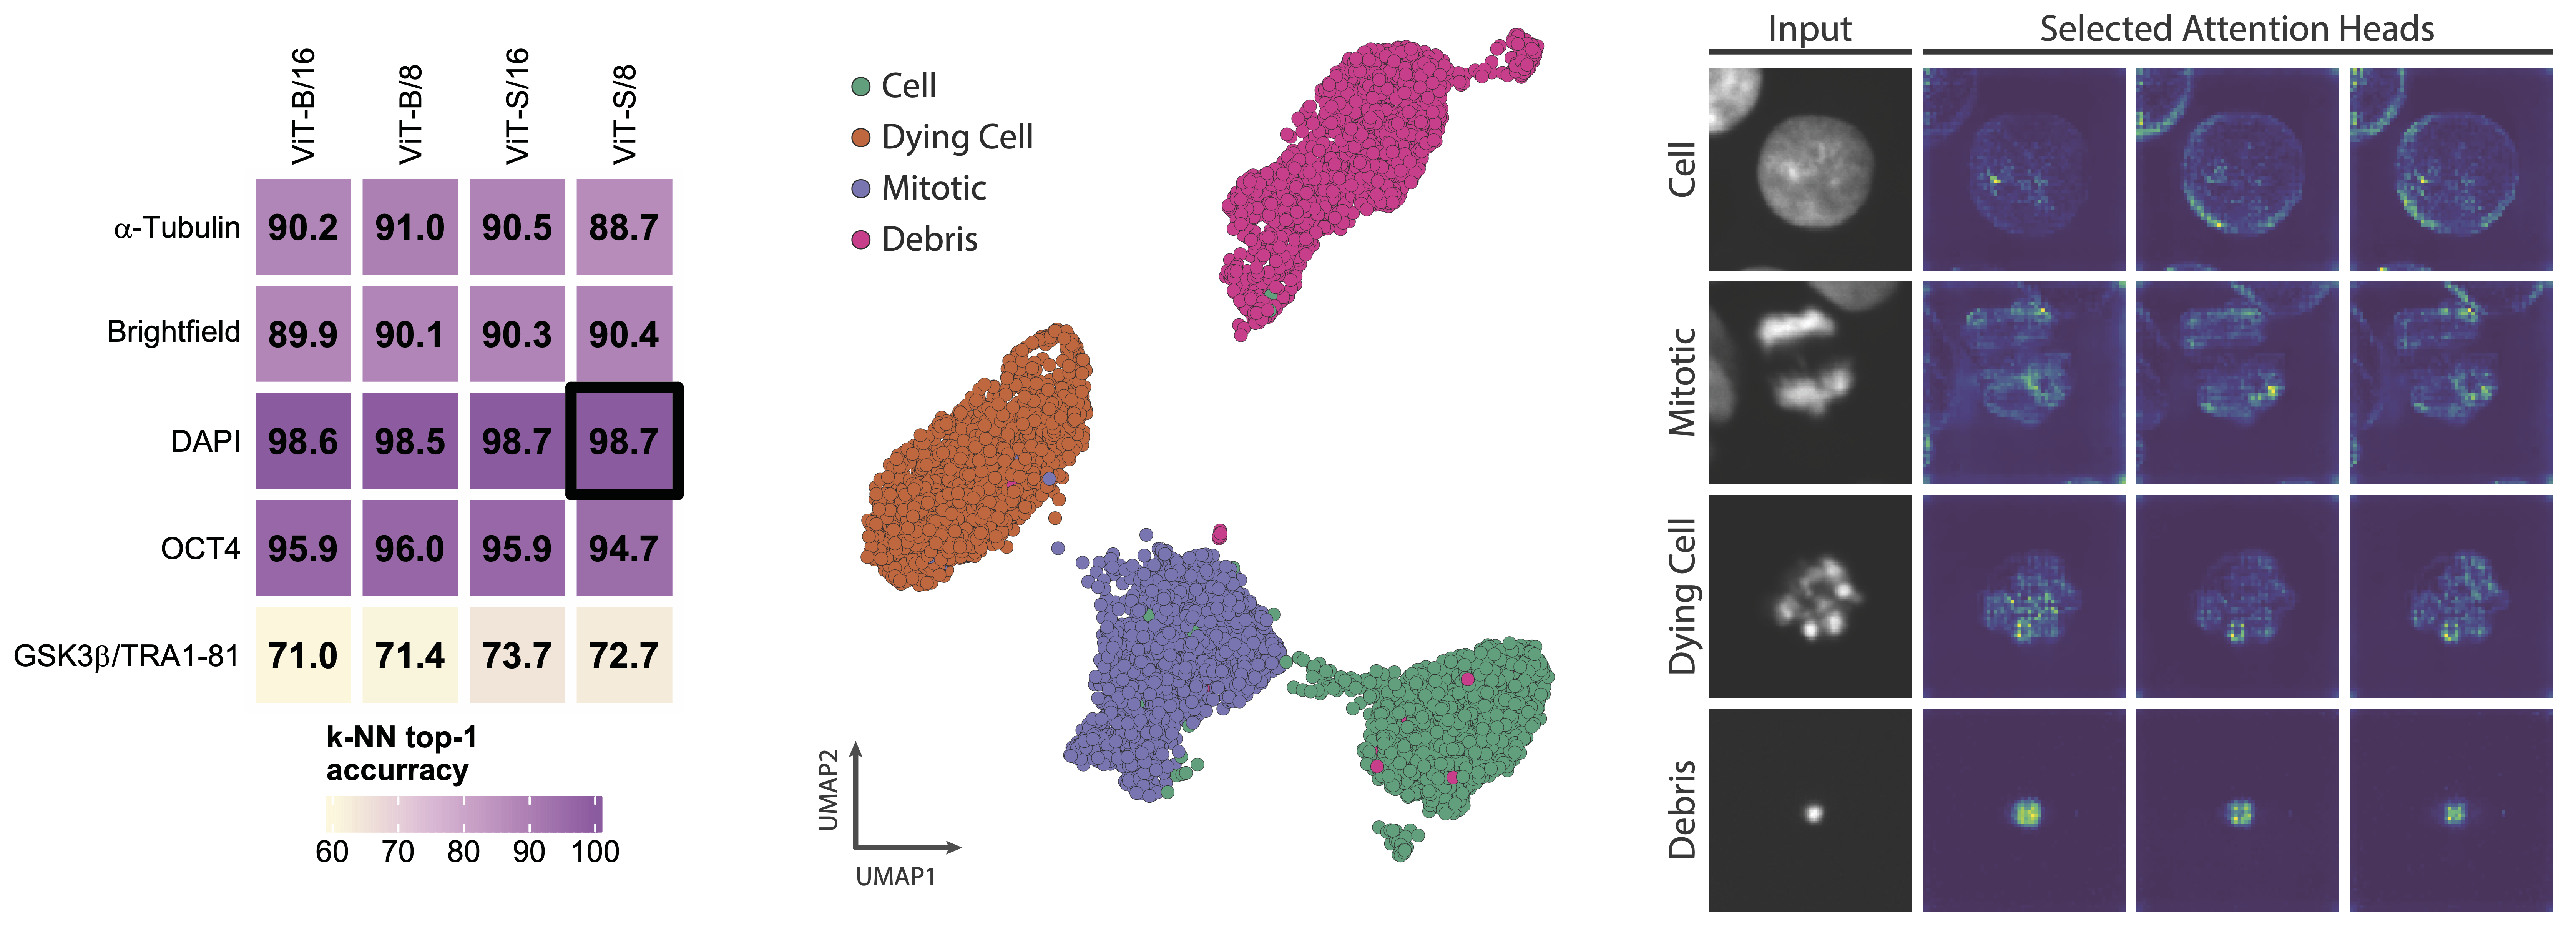 ViT-B/16 ViT-B/8 ViT-S/16 ViT-S/8
α-Tubulin 90.2 91.0 90.5 88.7
Brightfield 89.9 90.1 90.3 90.4
DAPI 98.6 98.5 98.7 98.7
OCT4 95.9 96.0 95.9 94.7
GSK3β/TRA1-81 71.0 71.4 73.7 72.7
k-NN top-1
accurracy
60 70 80 90 100
Cell
Dying Cell
Mitotic
Debris
UMAP2
UMAP1
Input Selected Attention Heads
Cell
Mitotic
Dying Cell
Debris